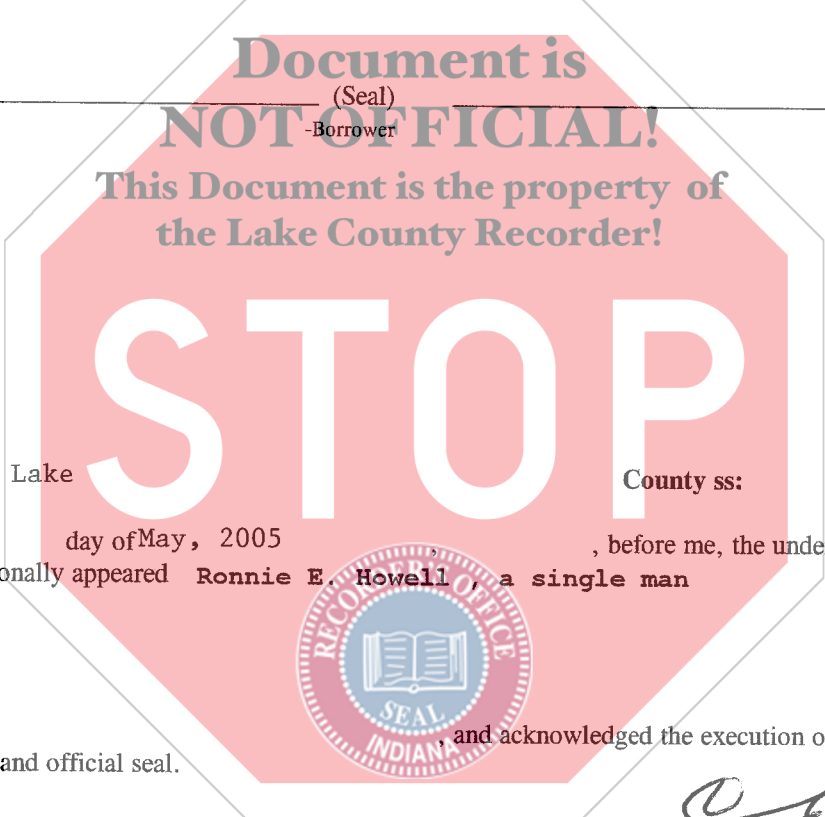 Document is
(Seal)
NOT OFFICIAL!
-Borrower
This Document is the property of
the Lake County Recorder!
STOP
Lake County ss:
day of May, 2005 , , before me, the unde
onally appeared Ronnie E. Howell , a single man
RECORDER'S OFFICE
SEAL
INDIANA
, and acknowledged the execution o
and official seal.